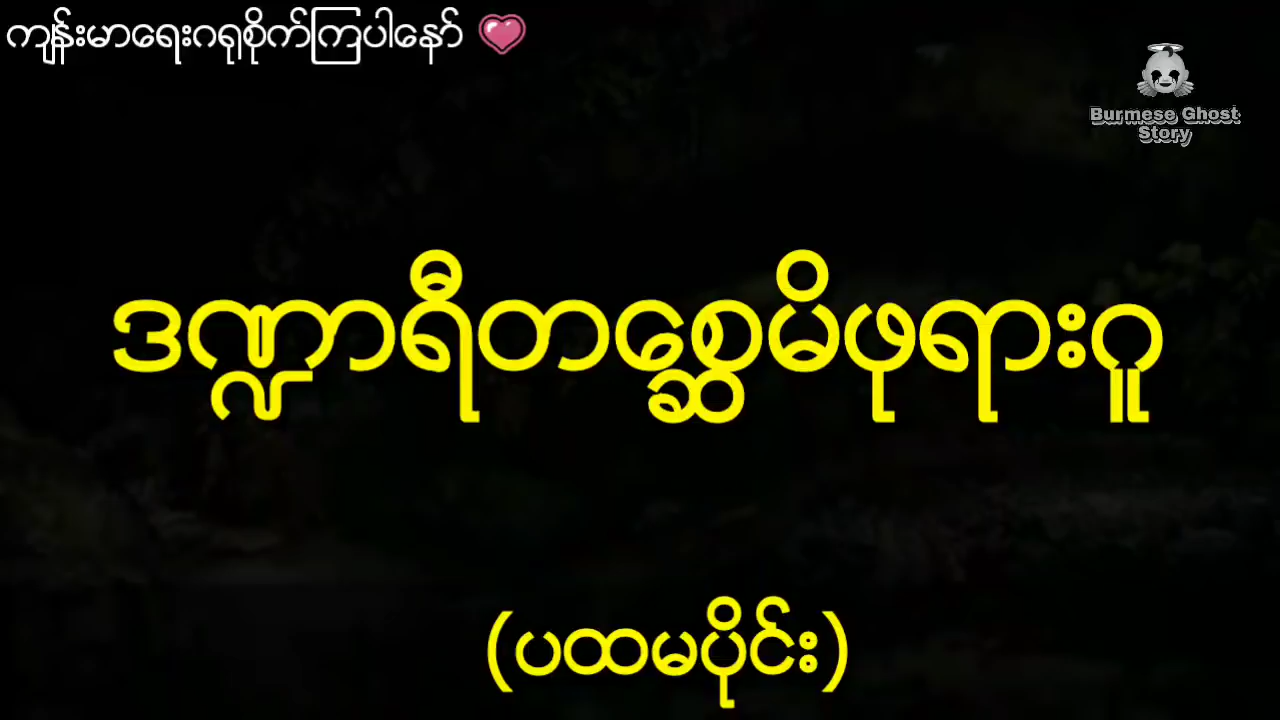 ကျန်းမာရေးဂရုစိုက်ကြပါနော် 💗
Burmese Ghost
Story
ဒဏ္ဍာရီတစ္ဆေမိဖုရားဂူ
(ပထမပိုင်း)